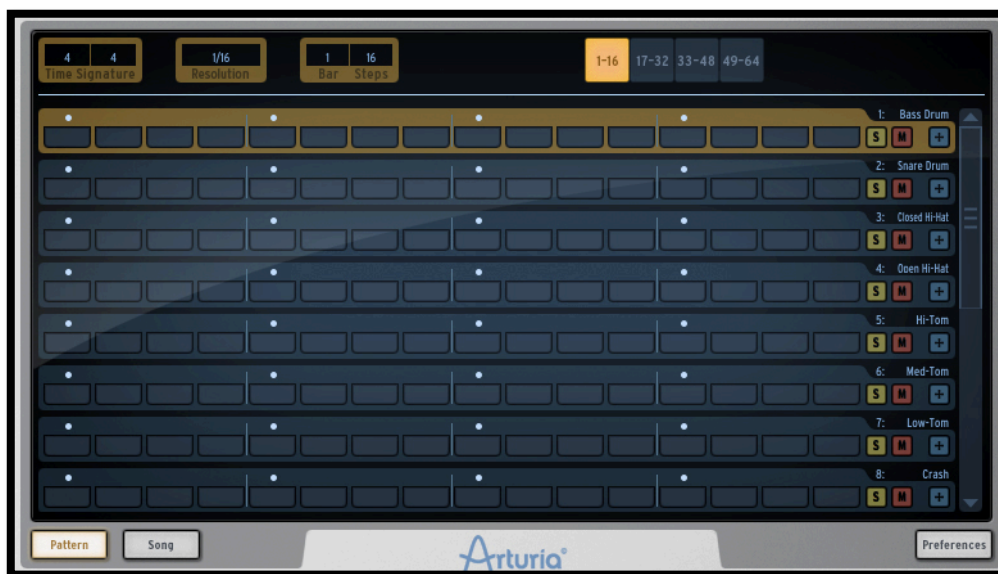 4 4 1/16 1 16
Time Signature Resolution Bar Steps
1-16 17-32 33-48 49-64
1: Bass Drum
S M +
2: Snare Drum
S M +
3: Closed Hi-Hat
S M +
4: Open Hi-Hat
S M +
5: Hi-Tom
S M +
6: Med-Tom
S M +
7: Low-Tom
S M +
8: Crash
S M +
Pattern Song Arturia® Preferences